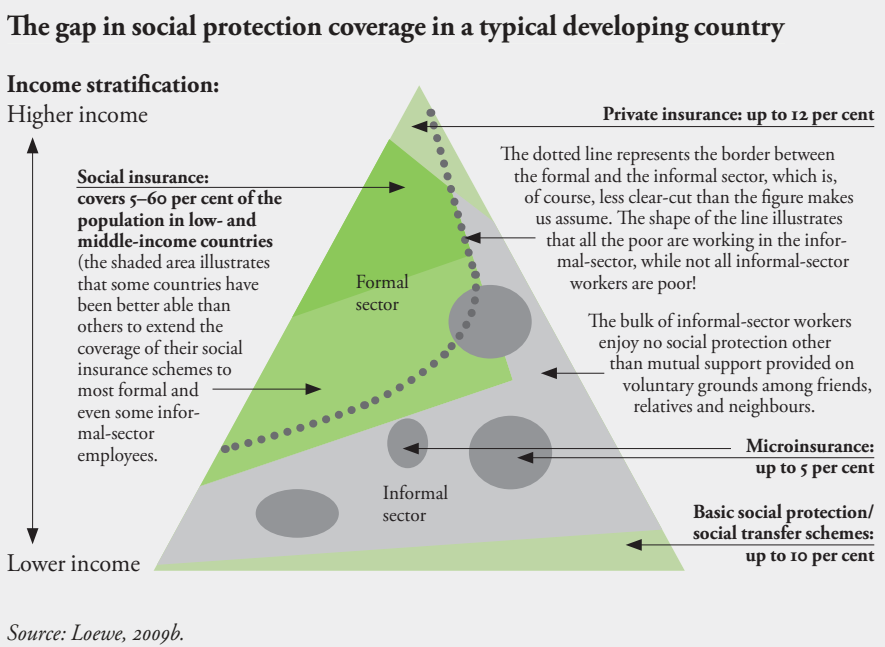 The gap in social protection coverage in a typical developing country
Income stratification:
Higher income
Social insurance:
covers 5–60 per cent of the
population in low- and
middle-income countries
(the shaded area illustrates
that some countries have
been better able than
others to extend the
coverage of their social
insurance schemes to
most formal and
even some infor-
mal-sector
employees.
Lower income
Formal
sector
Informal
sector
Private insurance: up to 12 per cent
The dotted line represents the border between
the formal and the informal sector, which is,
of course, less clear-cut than the figure makes
us assume. The shape of the line illustrates
that all the poor are working in the infor-
mal-sector, while not all informal-sector
workers are poor!
The bulk of informal-sector workers
enjoy no social protection other
than mutual support provided on
voluntary grounds among friends,
relatives and neighbours.
Microinsurance:
up to 5 per cent
Basic social protection/
social transfer schemes:
up to 10 per cent
Source: Loewe, 2009b.